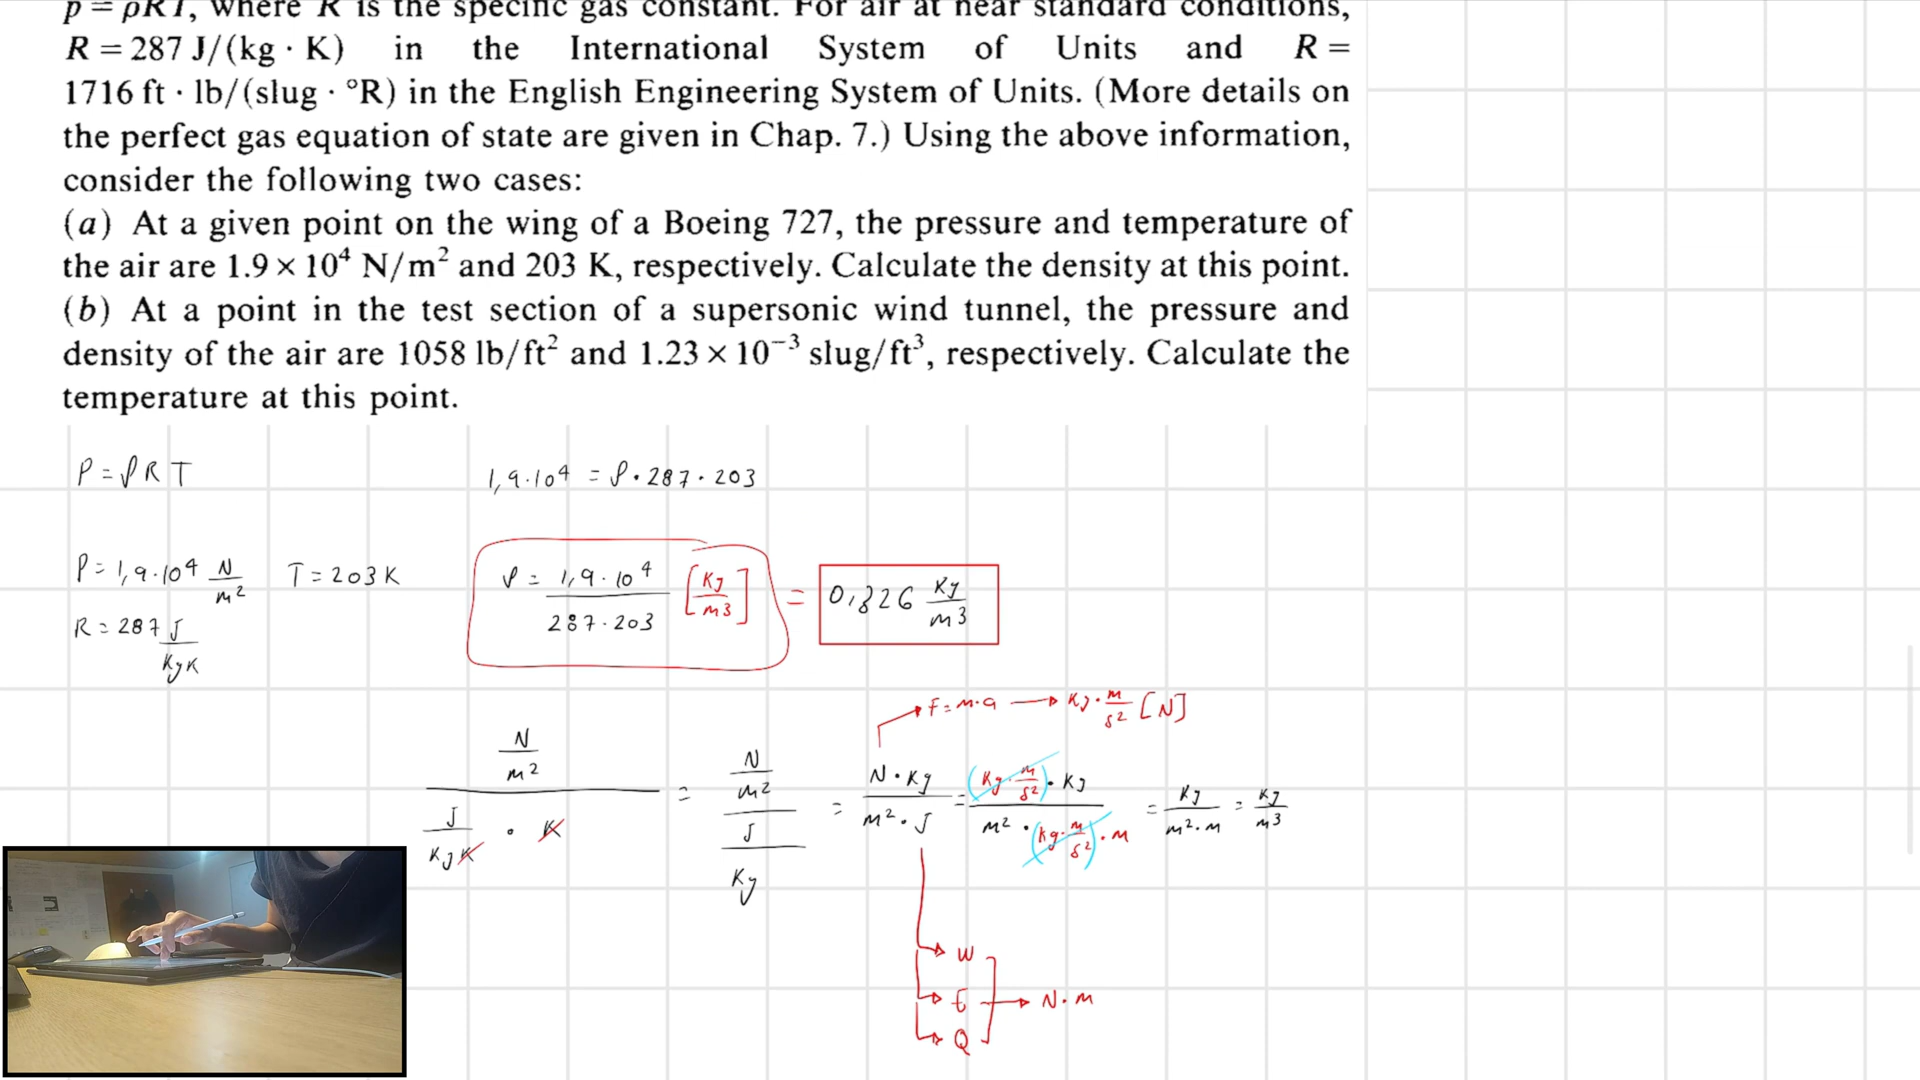 p = ρRT, where R is the specific gas constant. For air at near standard conditions,
R = 287 J/(kg · K) in the International System of Units and R =
1716 ft · lb/(slug · °R) in the English Engineering System of Units. (More details on
the perfect gas equation of state are given in Chap. 7.) Using the above information,
consider the following two cases:
(a) At a given point on the wing of a Boeing 727, the pressure and temperature of
the air are 1.9 × 10⁴ N/m² and 203 K, respectively. Calculate the density at this point.
(b) At a point in the test section of a supersonic wind tunnel, the pressure and
density of the air are 1058 lb/ft² and 1.23 × 10⁻³ slug/ft³, respectively. Calculate the
temperature at this point.
P = ρRT
1,9·10⁴ = ρ·287·203
P = 1,9·10⁴ N/m² T = 203 K
R = 287 J/KgK
ρ = 1,9·10⁴/287·203 [Kg/m3] = 0,326 Kg/m³
F = m·a → Kg·m/s² [N]
N/m² / J/KgK · K = N/m² / J/Kg = N·Kg/m²·J = (Kg·m/s²)·Kg / m²·(kg·m/s²)·m = Kg/m²·m = Kg/m³
W
E → N·m
Q